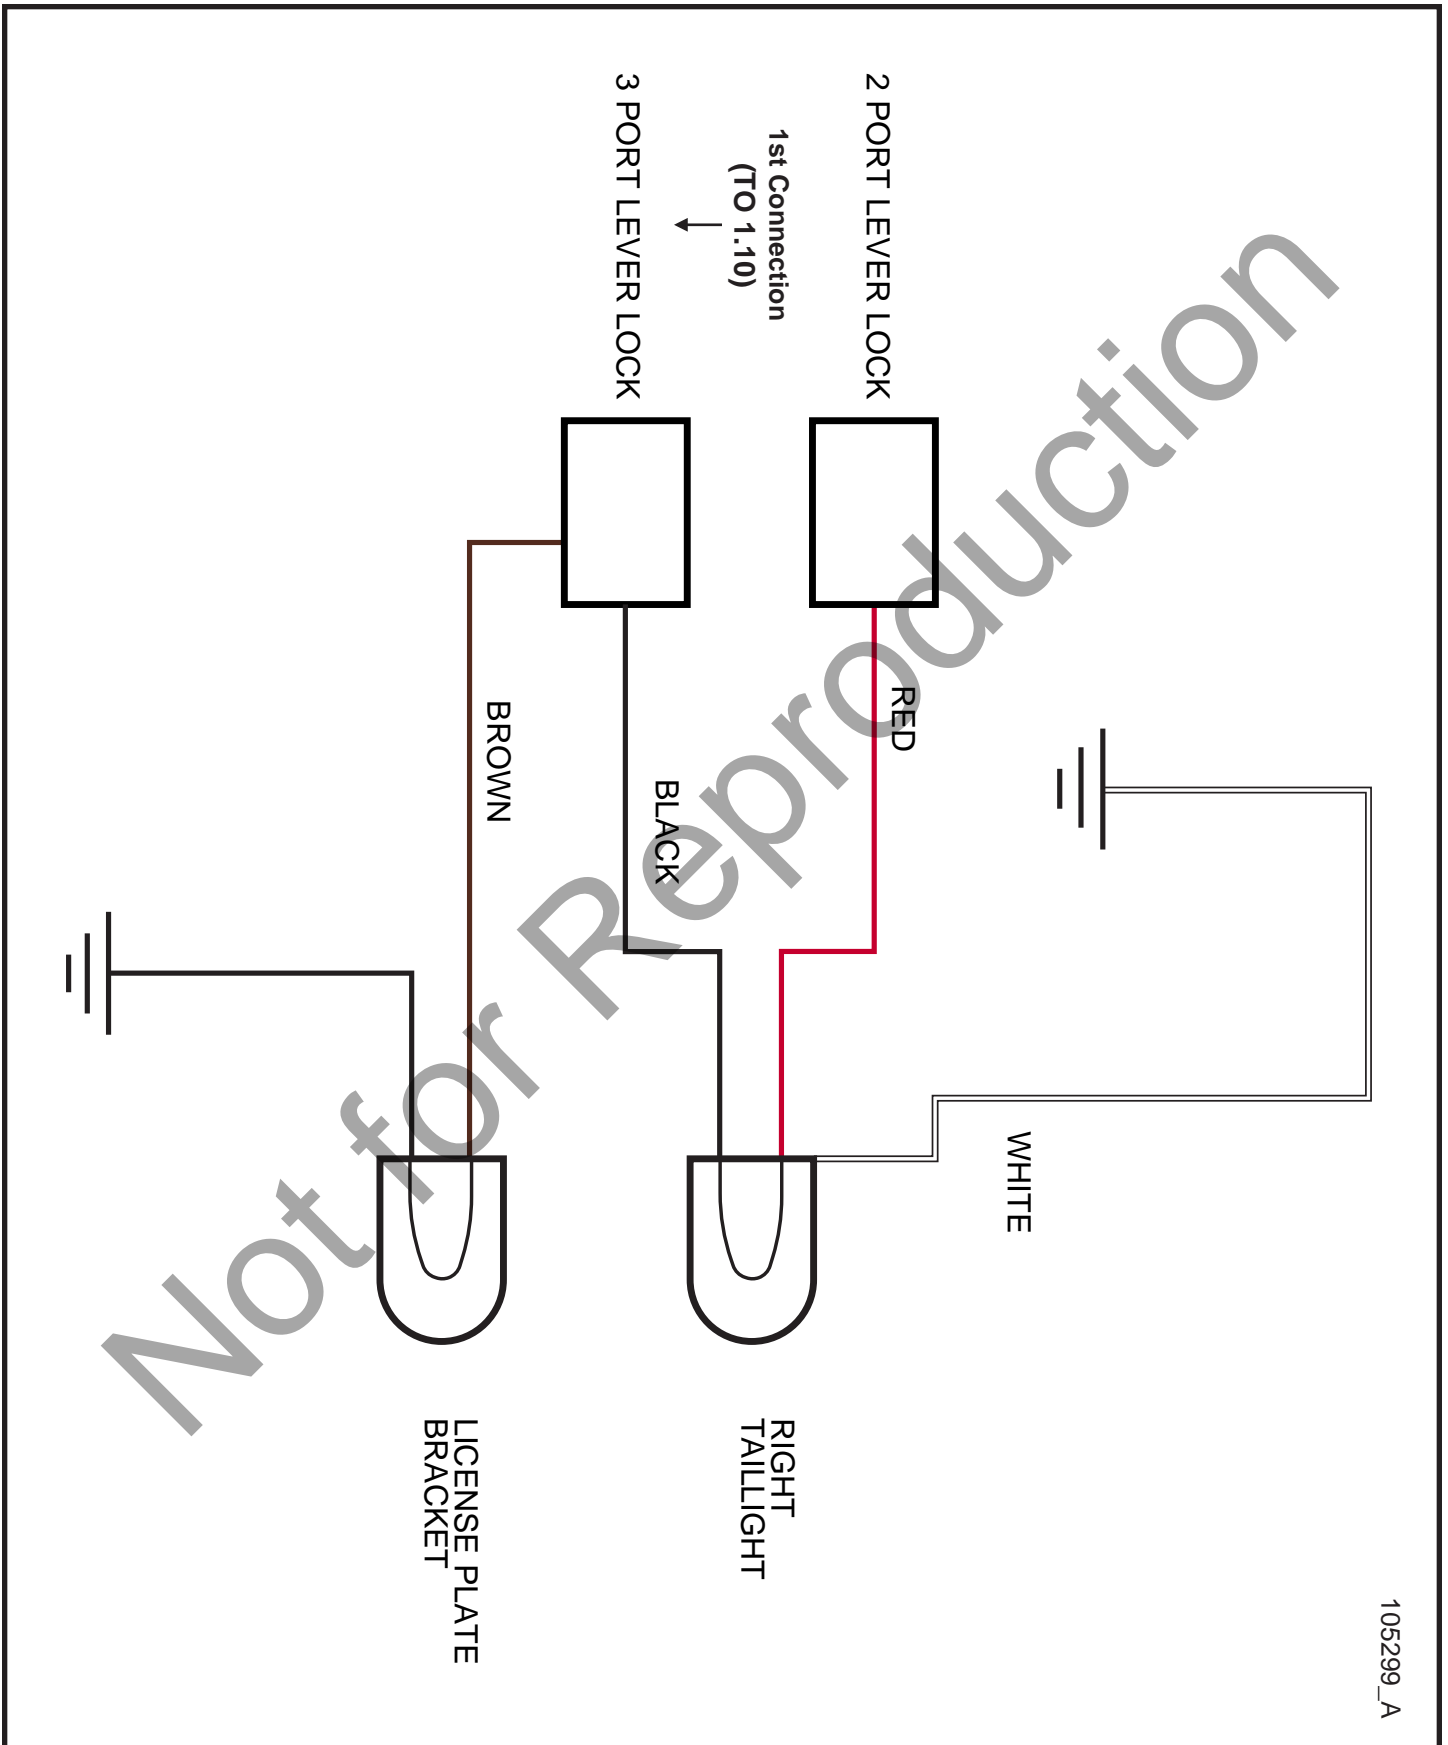 105299_A
WHITE
2 PORT LEVER LOCK
RED
1st Connection
(TO 1.10)
RIGHT
TAILLIGHT
3 PORT LEVER LOCK
BLACK
BROWN
LICENSE PLATE
BRACKET
Not for Reproduction